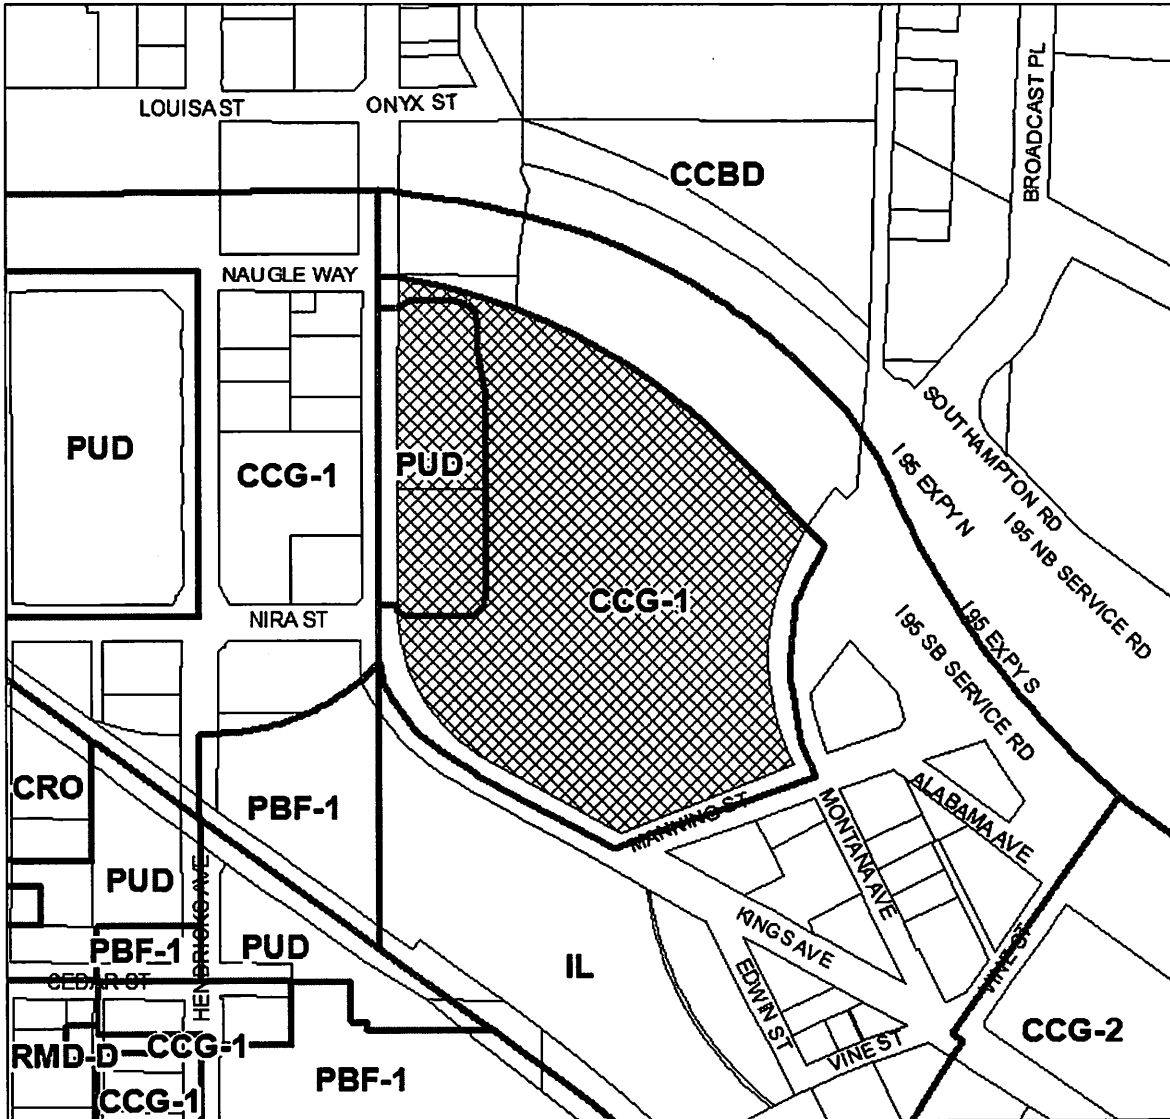 LOUISA ST
ONYX ST
BROADCAST PL
CCBD
NAUGLE WAY
SOUTHAMPTON RD
PUD
CCG-1
PUD
I 95 EXPY N
I 95 NB SERVICE RD
CCG-1
NIRA ST
I 95 EXPY S
I 95 SB SERVICE RD
CRO
PBF-1
MANNING ST
MONTANA AVE
ALABAMA AVE
PUD
HENDRICKS AVE
KINGS AVE
PBF-1
PUD
IL
EDWIN ST
VINE ST
CEDAR ST
RMD-D
CCG-1
VINE ST
CCG-2
PBF-1
CCG-1